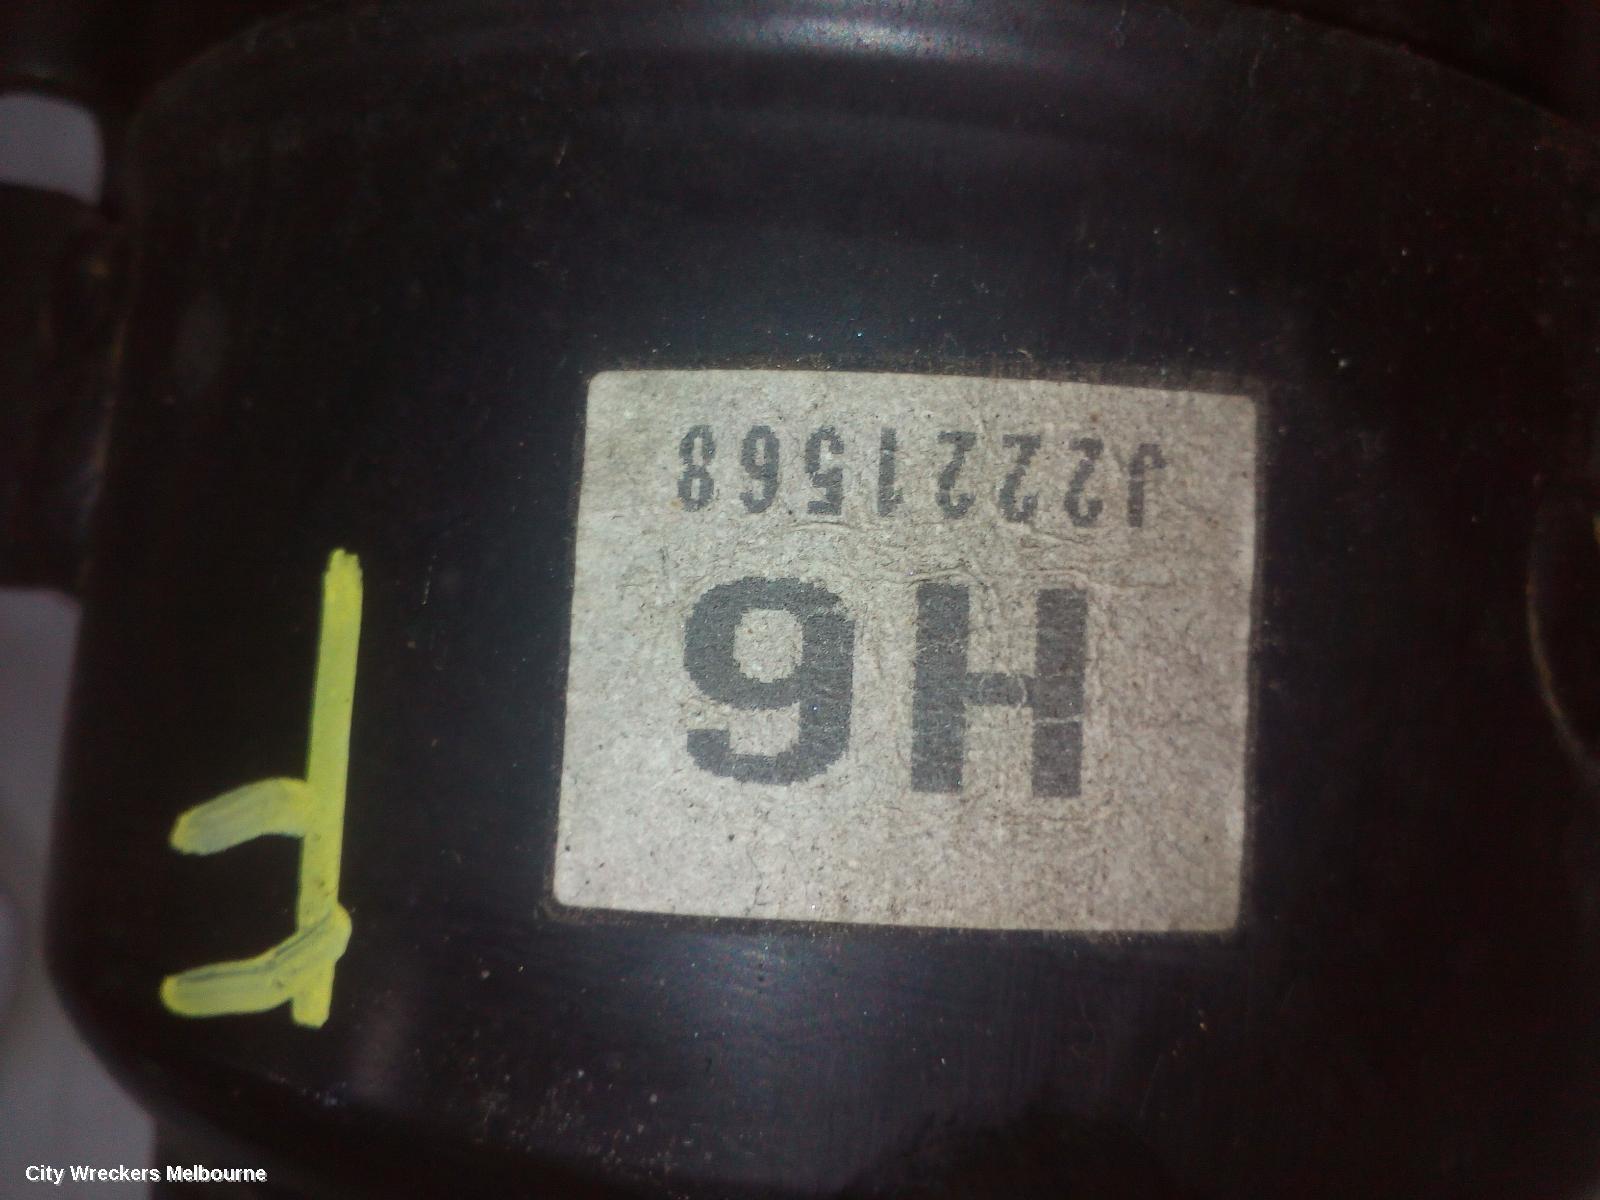 H6
J2221568
F
City Wreckers Melbourne